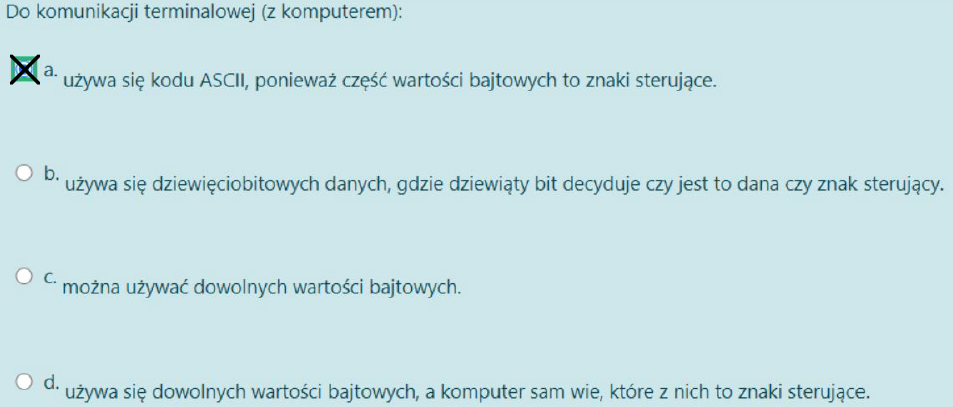 Do komunikacji terminalowej (z komputerem):
a. używa się kodu ASCII, ponieważ część wartości bajtowych to znaki sterujące.
b. używa się dziewięciobitowych danych, gdzie dziewiąty bit decyduje czy jest to dana czy znak sterujący.
c. można używać dowolnych wartości bajtowych.
d. używa się dowolnych wartości bajtowych, a komputer sam wie, które z nich to znaki sterujące.